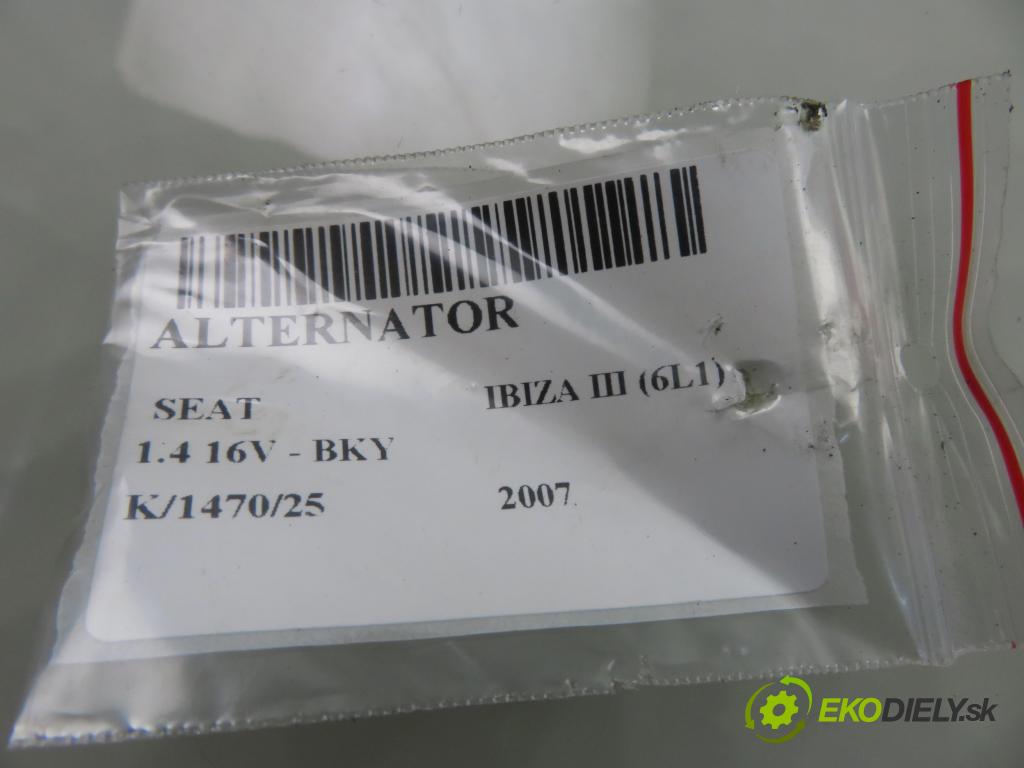 ALTERNATOR
SEAT IBIZA III (6L1)
1.4 16V - BKY
K/1470/25 2007
EKODIELY.sk